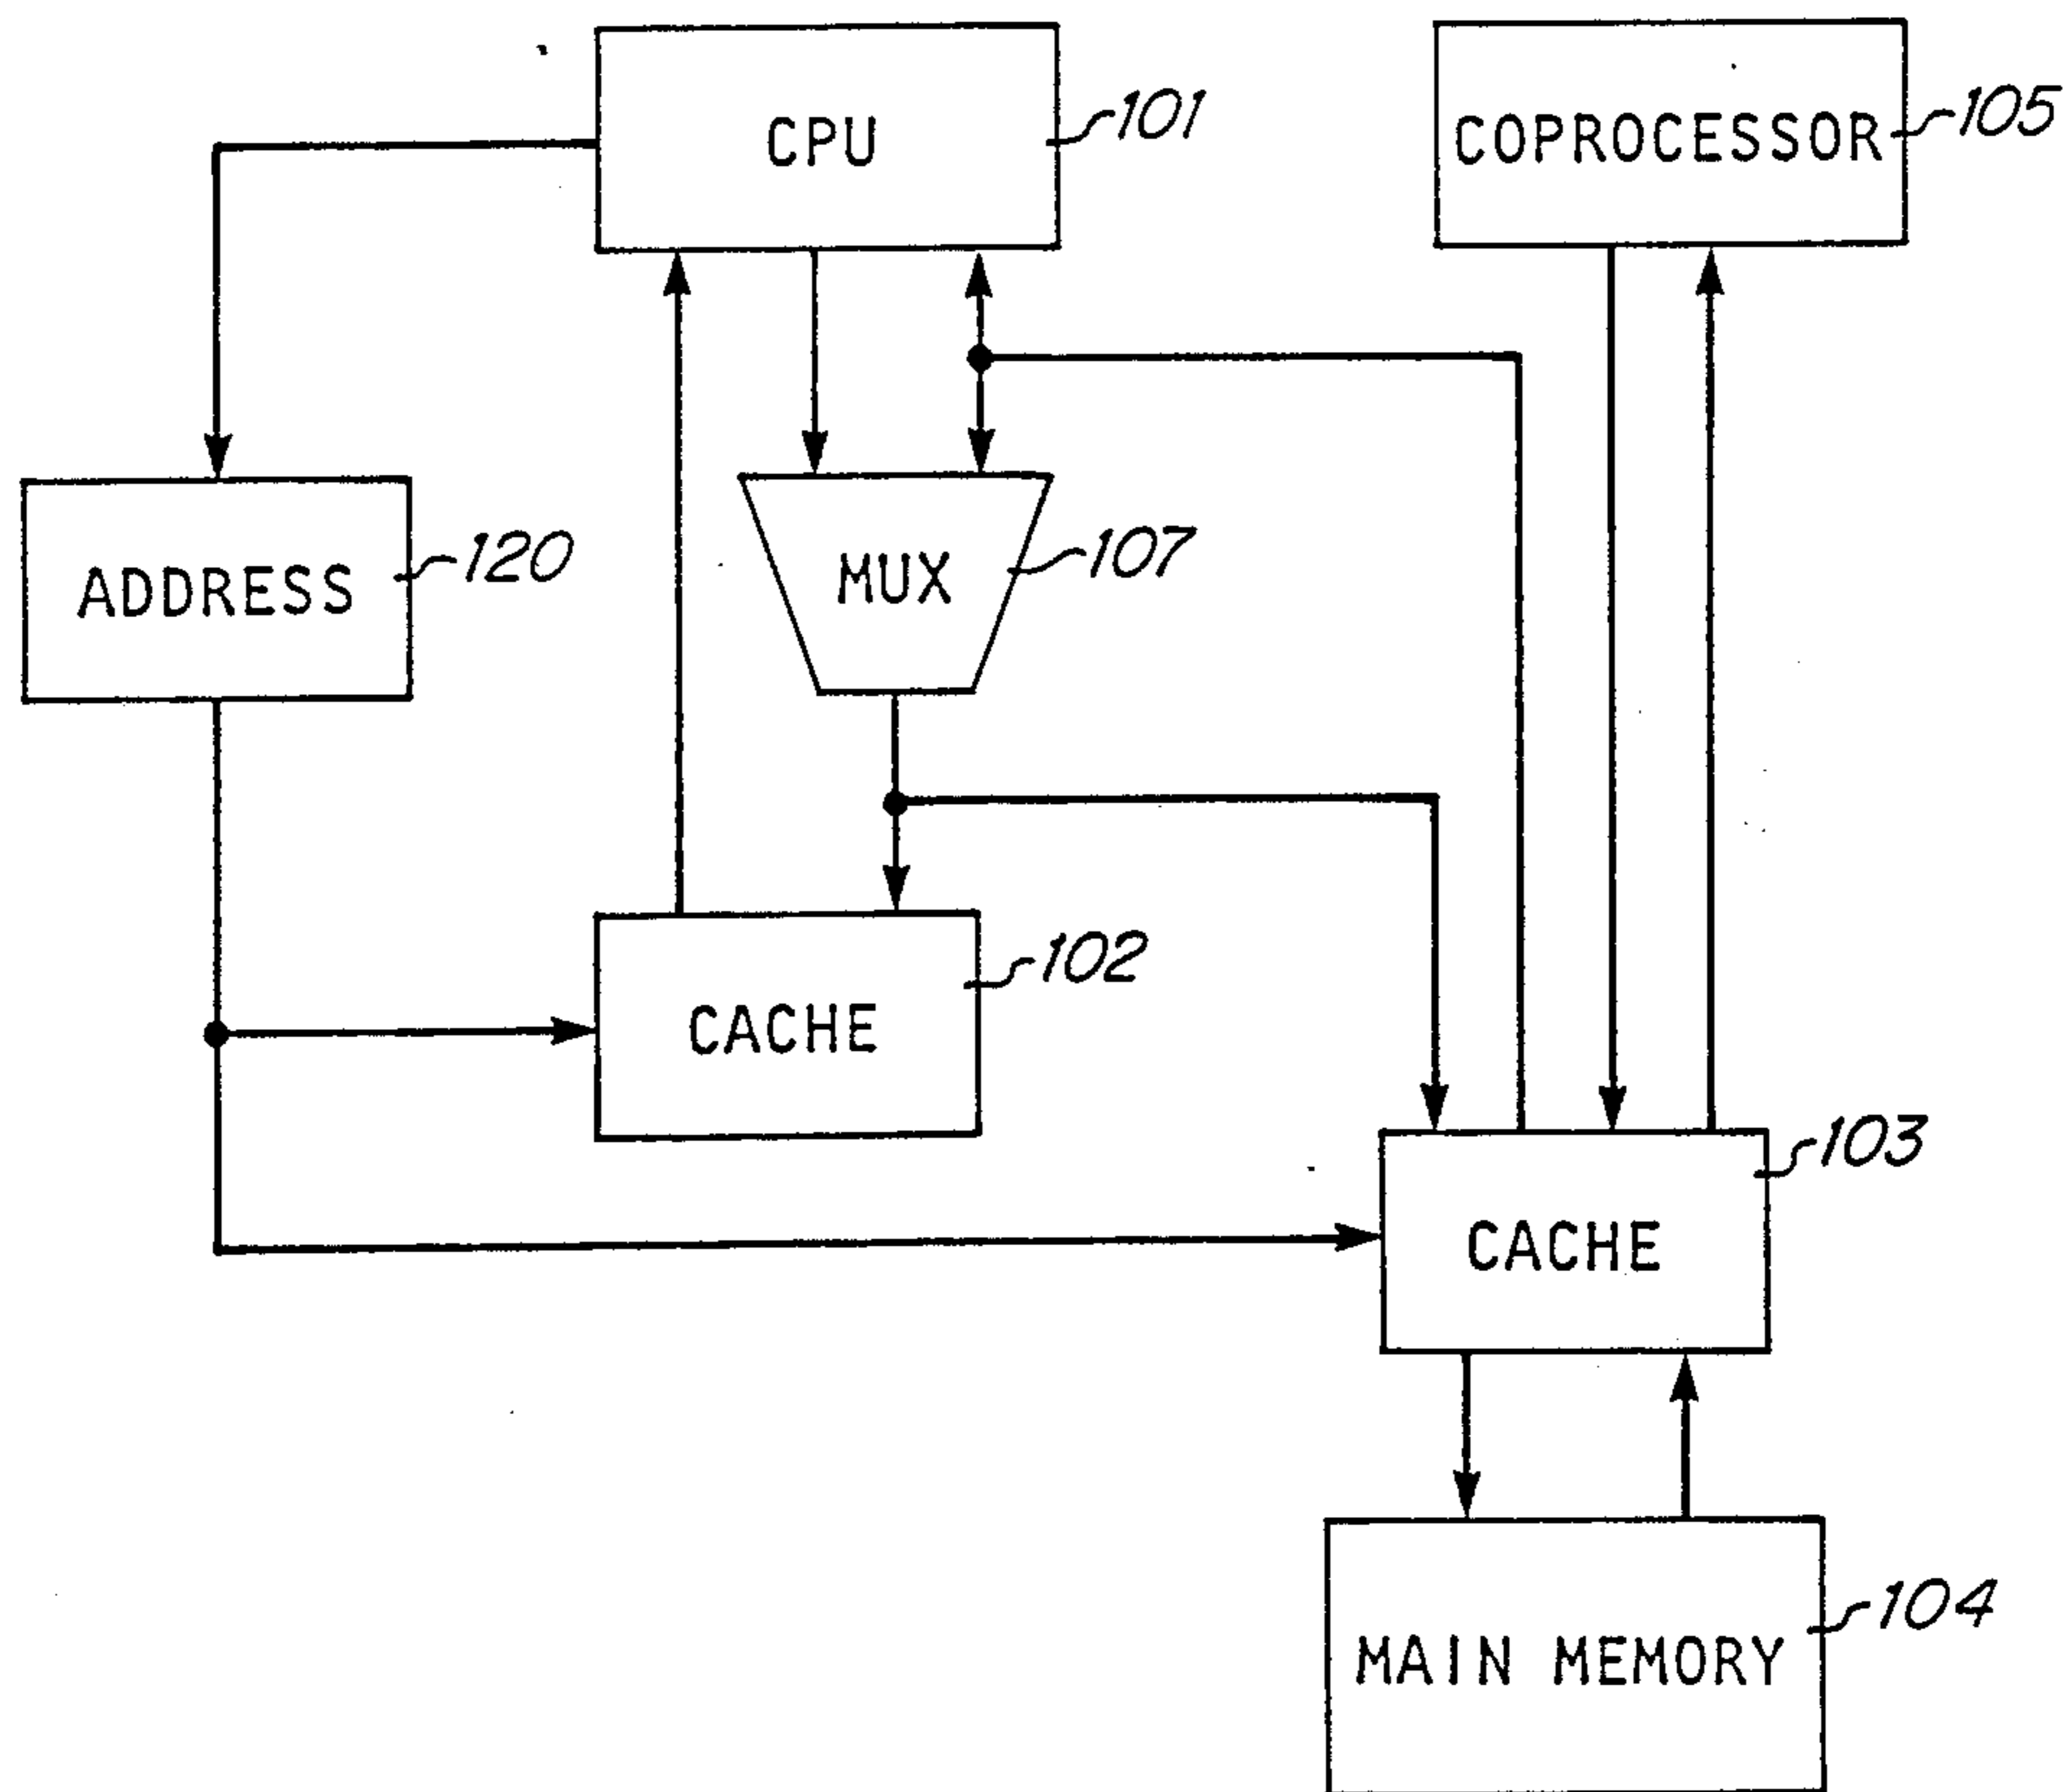 CPU
101
COPROCESSOR
105
ADDRESS
120
MUX
107
CACHE
102
CACHE
103
MAIN MEMORY
104